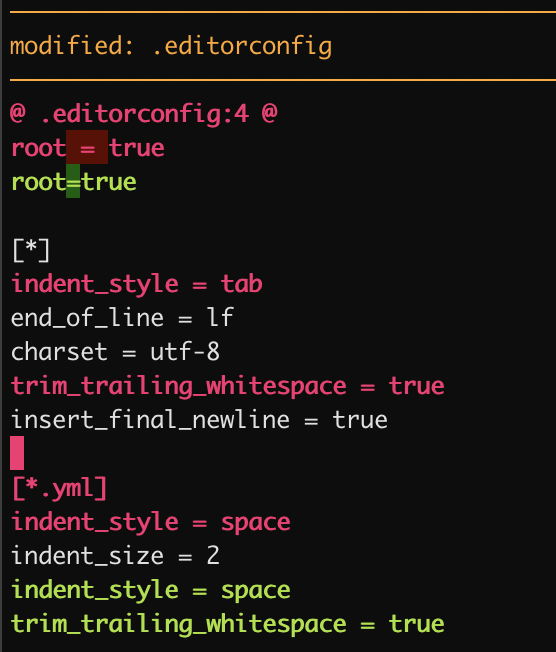 modified: .editorconfig
@ .editorconfig:4 @
root = true
root=true
[*]
indent_style = tab
end_of_line = lf
charset = utf-8
trim_trailing_whitespace = true
insert_final_newline = true
[*.yml]
indent_style = space
indent_size = 2
indent_style = space
trim_trailing_whitespace = true